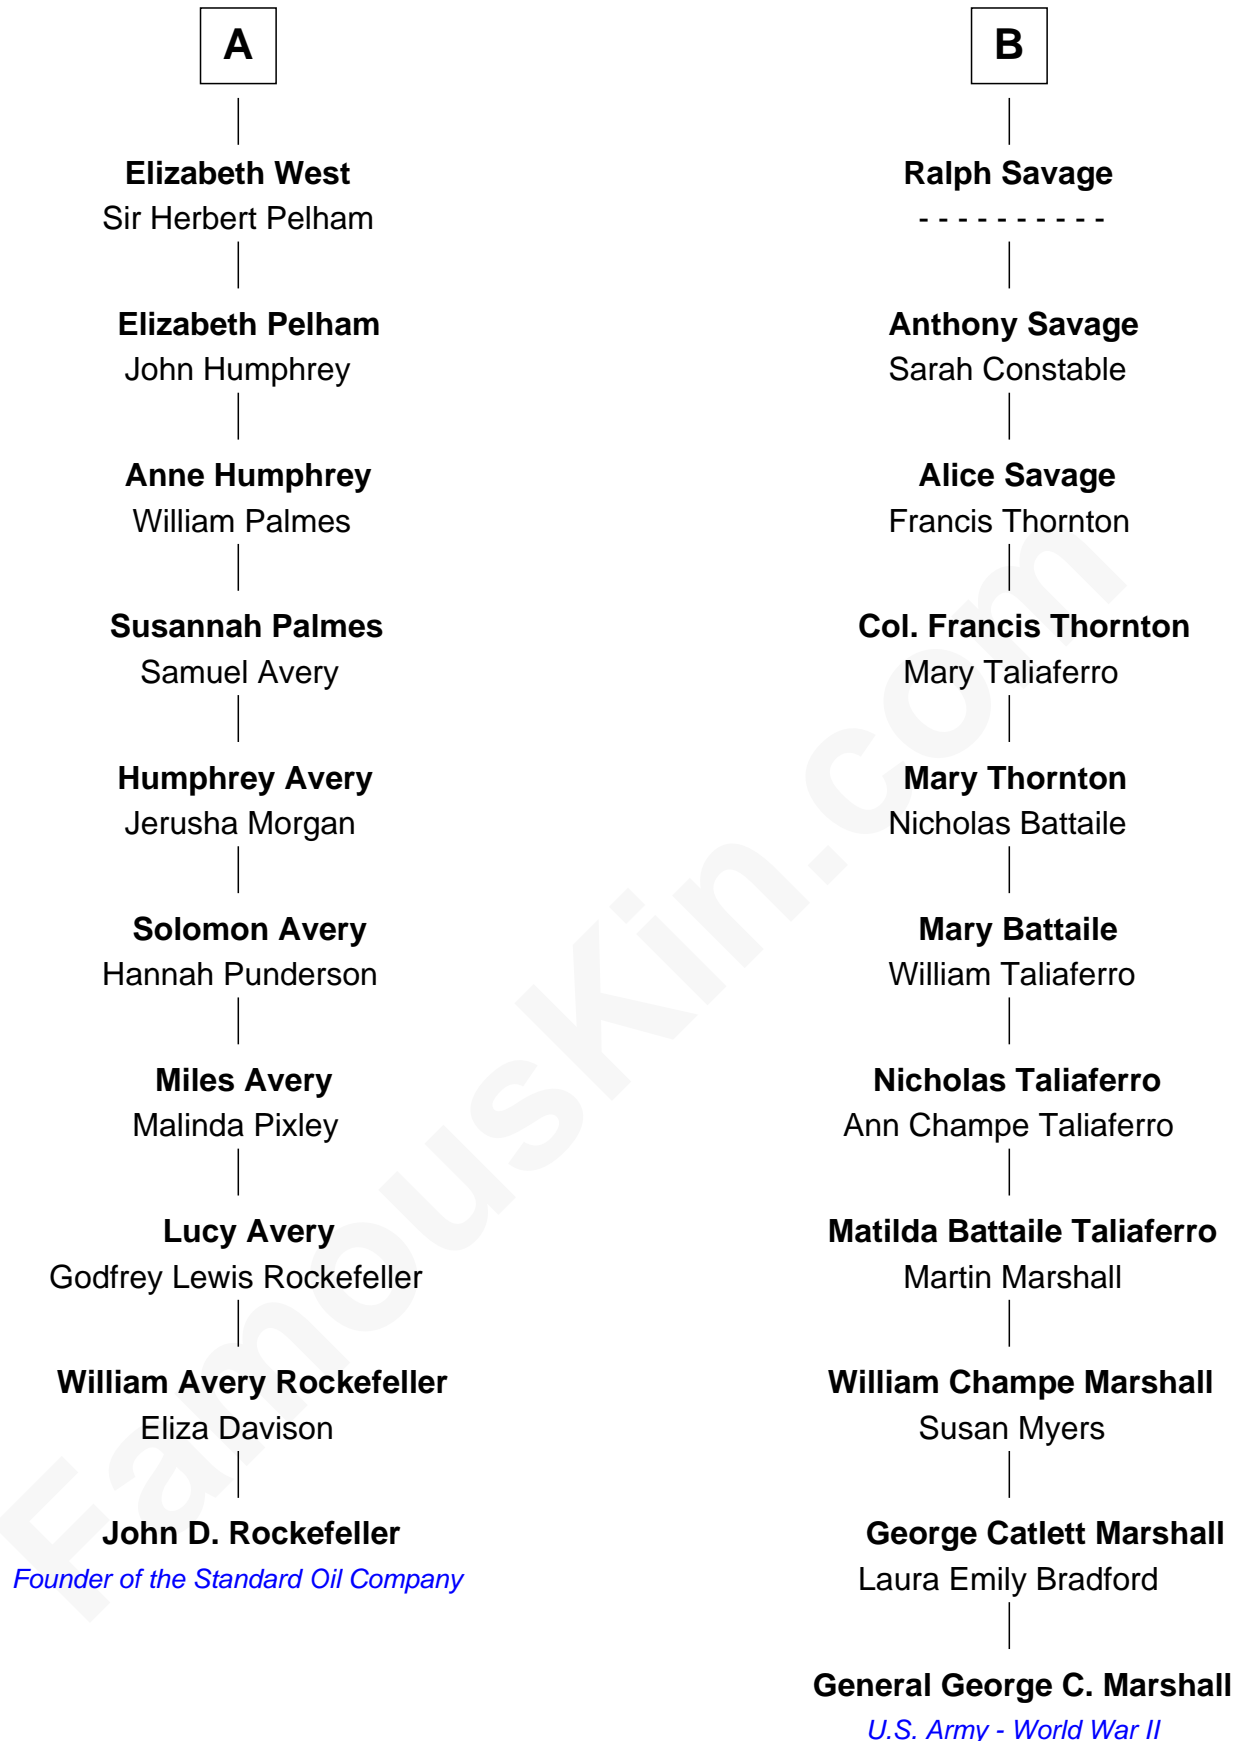 A
Elizabeth West
Sir Herbert Pelham
Elizabeth Pelham
John Humphrey
Anne Humphrey
William Palmes
Susannah Palmes
Samuel Avery
Humphrey Avery
Jerusha Morgan
Solomon Avery
Hannah Punderson
Miles Avery
Malinda Pixley
Lucy Avery
Godfrey Lewis Rockefeller
William Avery Rockefeller
Eliza Davison
John D. Rockefeller
Founder of the Standard Oil Company
B
Ralph Savage
- - - - - - - - - -
Anthony Savage
Sarah Constable
Alice Savage
Francis Thornton
Col. Francis Thornton
Mary Taliaferro
Mary Thornton
Nicholas Battaile
Mary Battaile
William Taliaferro
Nicholas Taliaferro
Ann Champe Taliaferro
Matilda Battaile Taliaferro
Martin Marshall
William Champe Marshall
Susan Myers
George Catlett Marshall
Laura Emily Bradford
General George C. Marshall
U.S. Army - World War II
FamousKin.com